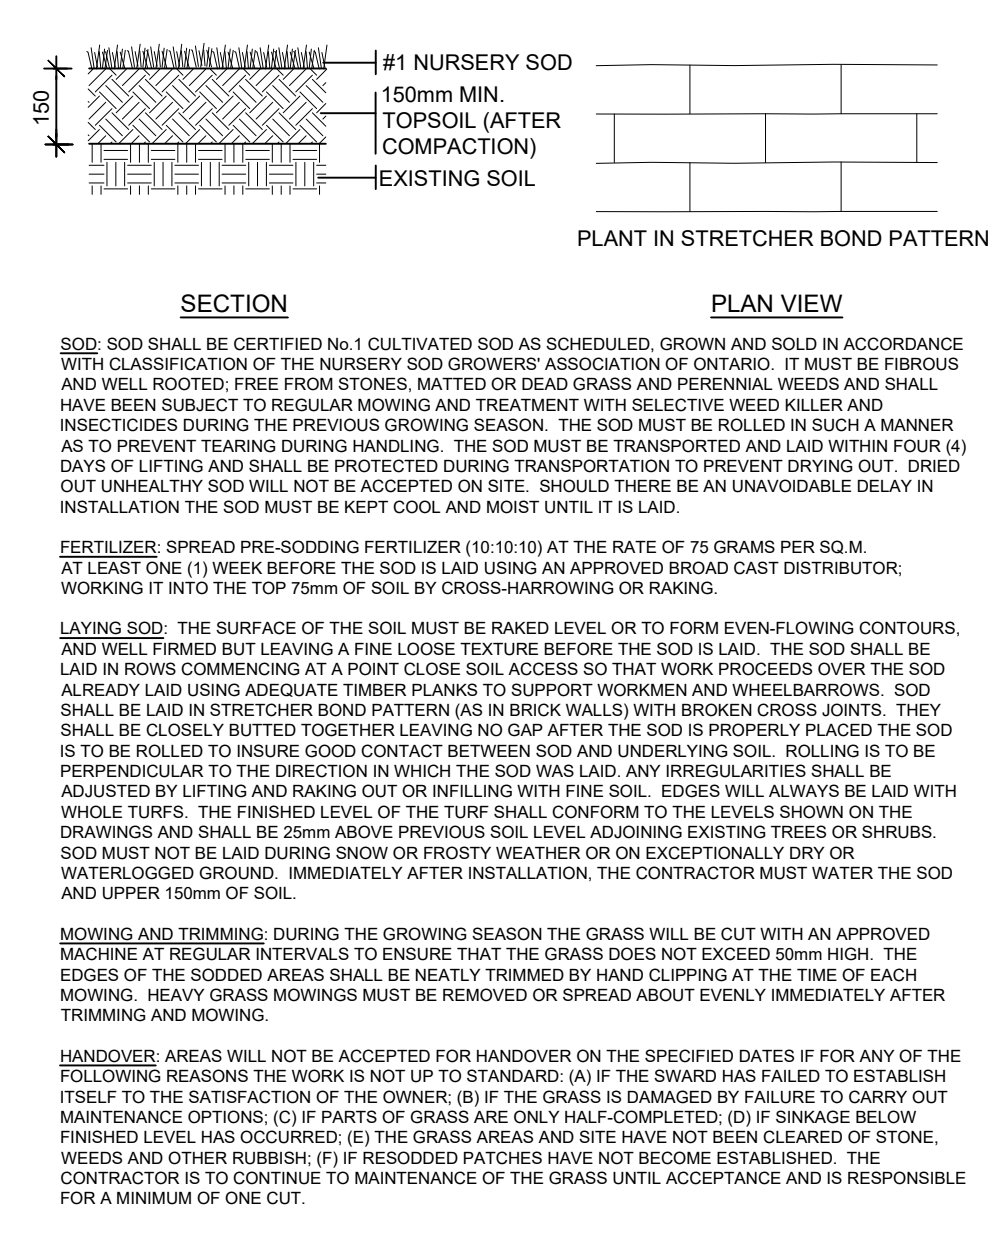 #1 NURSERY SOD
150
150mm MIN.
TOPSOIL (AFTER
COMPACTION)
EXISTING SOIL
PLANT IN STRETCHER BOND PATTERN
SECTION
PLAN VIEW
SOD: SOD SHALL BE CERTIFIED No.1 CULTIVATED SOD AS SCHEDULED, GROWN AND SOLD IN ACCORDANCE
WITH CLASSIFICATION OF THE NURSERY SOD GROWERS' ASSOCIATION OF ONTARIO. IT MUST BE FIBROUS
AND WELL ROOTED; FREE FROM STONES, MATTED OR DEAD GRASS AND PERENNIAL WEEDS AND SHALL
HAVE BEEN SUBJECT TO REGULAR MOWING AND TREATMENT WITH SELECTIVE WEED KILLER AND
INSECTICIDES DURING THE PREVIOUS GROWING SEASON. THE SOD MUST BE ROLLED IN SUCH A MANNER
AS TO PREVENT TEARING DURING HANDLING. THE SOD MUST BE TRANSPORTED AND LAID WITHIN FOUR (4)
DAYS OF LIFTING AND SHALL BE PROTECTED DURING TRANSPORTATION TO PREVENT DRYING OUT. DRIED
OUT UNHEALTHY SOD WILL NOT BE ACCEPTED ON SITE. SHOULD THERE BE AN UNAVOIDABLE DELAY IN
INSTALLATION THE SOD MUST BE KEPT COOL AND MOIST UNTIL IT IS LAID.
FERTILIZER: SPREAD PRE-SODDING FERTILIZER (10:10:10) AT THE RATE OF 75 GRAMS PER SQ.M.
AT LEAST ONE (1) WEEK BEFORE THE SOD IS LAID USING AN APPROVED BROAD CAST DISTRIBUTOR;
WORKING IT INTO THE TOP 75mm OF SOIL BY CROSS-HARROWING OR RAKING.
LAYING SOD: THE SURFACE OF THE SOIL MUST BE RAKED LEVEL OR TO FORM EVEN-FLOWING CONTOURS,
AND WELL FIRMED BUT LEAVING A FINE LOOSE TEXTURE BEFORE THE SOD IS LAID. THE SOD SHALL BE
LAID IN ROWS COMMENCING AT A POINT CLOSE SOIL ACCESS SO THAT WORK PROCEEDS OVER THE SOD
ALREADY LAID USING ADEQUATE TIMBER PLANKS TO SUPPORT WORKMEN AND WHEELBARROWS. SOD
SHALL BE LAID IN STRETCHER BOND PATTERN (AS IN BRICK WALLS) WITH BROKEN CROSS JOINTS. THEY
SHALL BE CLOSELY BUTTED TOGETHER LEAVING NO GAP AFTER THE SOD IS PROPERLY PLACED THE SOD
IS TO BE ROLLED TO INSURE GOOD CONTACT BETWEEN SOD AND UNDERLYING SOIL. ROLLING IS TO BE
PERPENDICULAR TO THE DIRECTION IN WHICH THE SOD WAS LAID. ANY IRREGULARITIES SHALL BE
ADJUSTED BY LIFTING AND RAKING OUT OR INFILLING WITH FINE SOIL. EDGES WILL ALWAYS BE LAID WITH
WHOLE TURFS. THE FINISHED LEVEL OF THE TURF SHALL CONFORM TO THE LEVELS SHOWN ON THE
DRAWINGS AND SHALL BE 25mm ABOVE PREVIOUS SOIL LEVEL ADJOINING EXISTING TREES OR SHRUBS.
SOD MUST NOT BE LAID DURING SNOW OR FROSTY WEATHER OR ON EXCEPTIONALLY DRY OR
WATERLOGGED GROUND. IMMEDIATELY AFTER INSTALLATION, THE CONTRACTOR MUST WATER THE SOD
AND UPPER 150mm OF SOIL.
MOWING AND TRIMMING: DURING THE GROWING SEASON THE GRASS WILL BE CUT WITH AN APPROVED
MACHINE AT REGULAR INTERVALS TO ENSURE THAT THE GRASS DOES NOT EXCEED 50mm HIGH. THE
EDGES OF THE SODDED AREAS SHALL BE NEATLY TRIMMED BY HAND CLIPPING AT THE TIME OF EACH
MOWING. HEAVY GRASS MOWINGS MUST BE REMOVED OR SPREAD ABOUT EVENLY IMMEDIATELY AFTER
TRIMMING AND MOWING.
HANDOVER: AREAS WILL NOT BE ACCEPTED FOR HANDOVER ON THE SPECIFIED DATES IF FOR ANY OF THE
FOLLOWING REASONS THE WORK IS NOT UP TO STANDARD: (A) IF THE SWARD HAS FAILED TO ESTABLISH
ITSELF TO THE SATISFACTION OF THE OWNER; (B) IF THE GRASS IS DAMAGED BY FAILURE TO CARRY OUT
MAINTENANCE OPTIONS; (C) IF PARTS OF GRASS ARE ONLY HALF-COMPLETED; (D) IF SINKAGE BELOW
FINISHED LEVEL HAS OCCURRED; (E) THE GRASS AREAS AND SITE HAVE NOT BEEN CLEARED OF STONE,
WEEDS AND OTHER RUBBISH; (F) IF RESODDED PATCHES HAVE NOT BECOME ESTABLISHED. THE
CONTRACTOR IS TO CONTINUE TO MAINTENANCE OF THE GRASS UNTIL ACCEPTANCE AND IS RESPONSIBLE
FOR A MINIMUM OF ONE CUT.